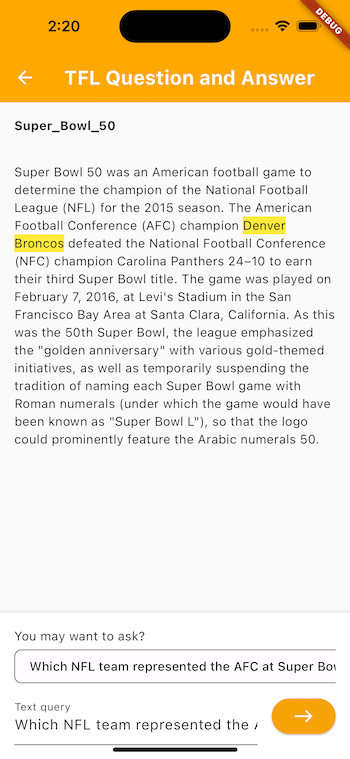 2:20
DEBUG
TFL Question and Answer
Super_Bowl_50
Super Bowl 50 was an American football game to
determine the champion of the National Football
League (NFL) for the 2015 season. The American
Football Conference (AFC) champion Denver
Broncos defeated the National Football Conference
(NFC) champion Carolina Panthers 24–10 to earn
their third Super Bowl title. The game was played on
February 7, 2016, at Levi's Stadium in the San
Francisco Bay Area at Santa Clara, California. As this
was the 50th Super Bowl, the league emphasized
the "golden anniversary" with various gold-themed
initiatives, as well as temporarily suspending the
tradition of naming each Super Bowl game with
Roman numerals (under which the game would have
been known as "Super Bowl L"), so that the logo
could prominently feature the Arabic numerals 50.
You may want to ask?
Which NFL team represented the AFC at Super
Text query
Which NFL team represented the